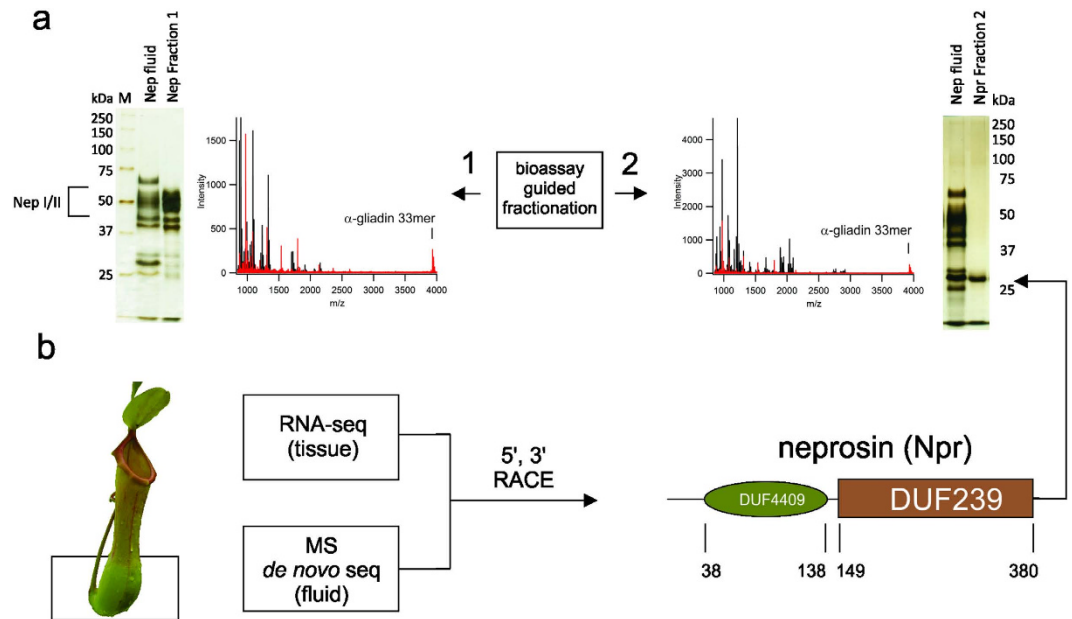 a
kDa M Nep fluid Nep Fraction 1
250
150
100
75
50
37
25
Nep I/II
Intensity
1500
1000
500
0
α-gliadin 33mer
1000 1500 2000 2500 3000 3500 4000
m/z
1 bioassay 2
guided
fractionation
Intensity
4000
3000
2000
1000
0
α-gliadin 33mer
1000 1500 2000 2500 3000 3500 4000
m/z
Nep fluid Npr Fraction 2 kDa
250
150
100
75
50
37
25
b
RNA-seq
(tissue)
MS
de novo seq
(fluid)
5', 3'
RACE
neprosin (Npr)
DUF4409 DUF239
38 138 149 380